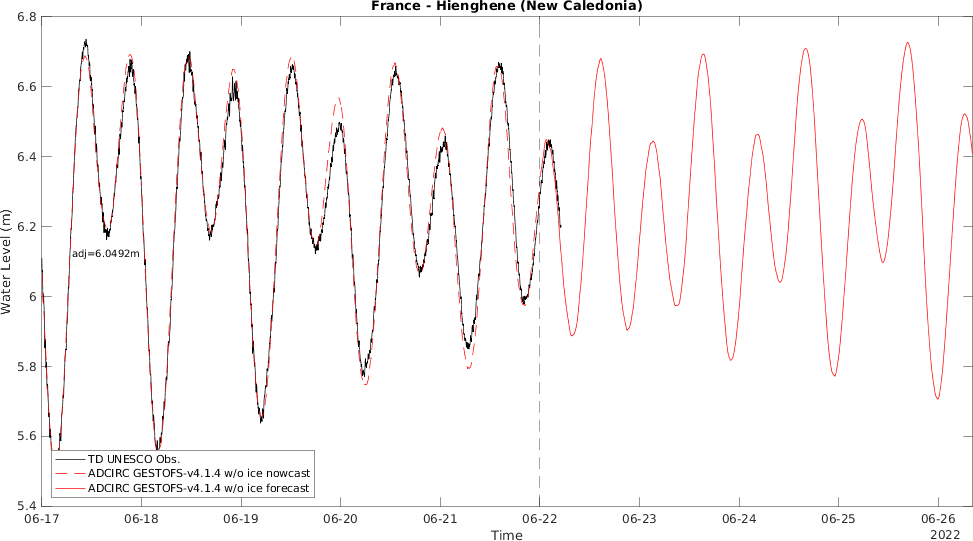 France - Hienghene (New Caledonia)
Water Level (m)
6.8
6.6
6.4
6.2
6
5.8
5.6
5.4
adj=6.0492m
TD UNESCO Obs.
ADCIRC GESTOFS-v4.1.4 w/o ice nowcast
ADCIRC GESTOFS-v4.1.4 w/o ice forecast
06-17 06-18 06-19 06-20 06-21 06-22 06-23 06-24 06-25 06-26
Time 2022